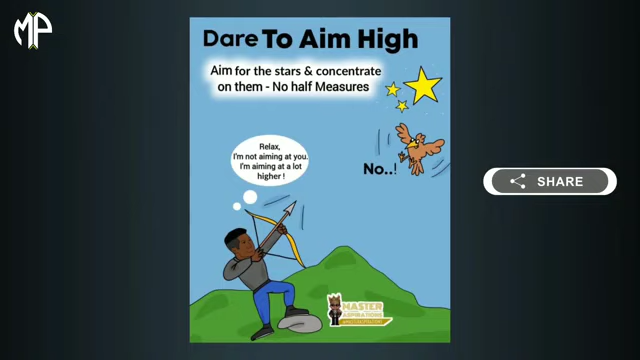 MP
Dare To Aim High
Aim for the stars & concentrate
on them - No half Measures
Relax,
I'm not aiming at you.
I'm aiming at a lot
higher !
No..!
SHARE
MASTER
ASPIRATIONS